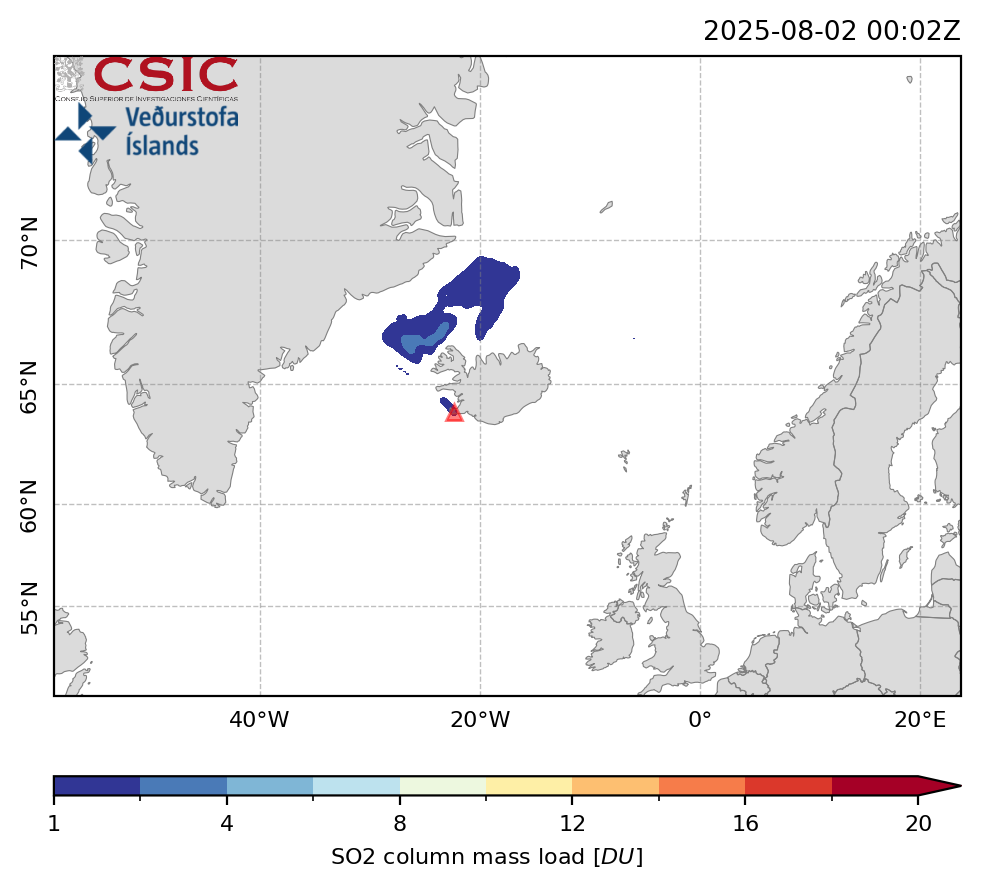 2025-08-02 00:02Z
CSIC
CONSEJO SUPERIOR DE INVESTIGACIONES CIENTÍFICAS
Veðurstofa
Íslands
70°N
65°N
60°N
55°N
40°W 20°W 0° 20°E
1 4 8 12 16 20
SO2 column mass load [DU]